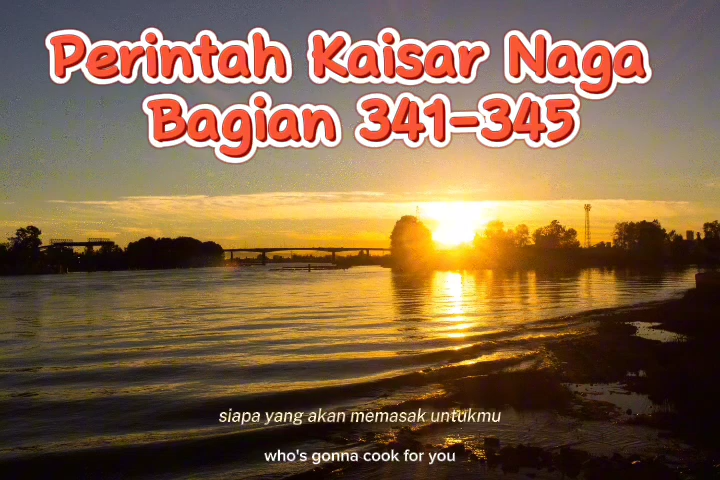 Perintah Kaisar Naga
Bagian 341-345
siapa yang akan memasak untukmu
who's gonna cook for you